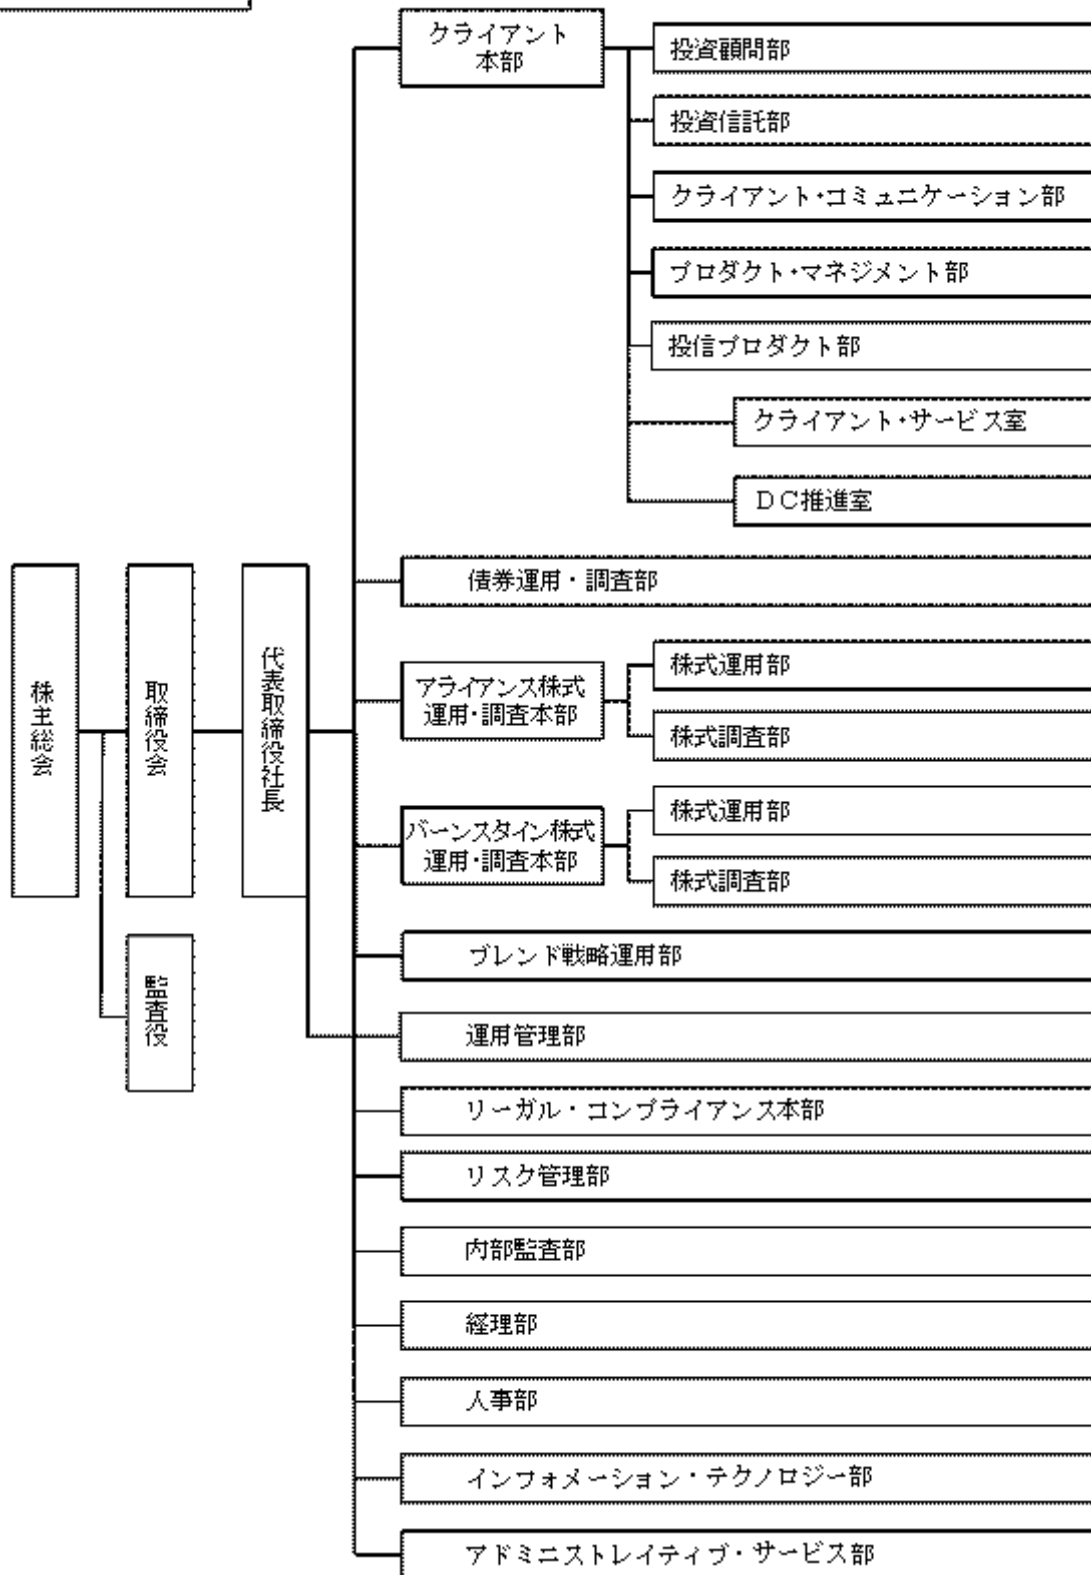 クライアント
本部
投資顧問部
投資信託部
クライアント・コミュニケーション部
プロダクト・マネジメント部
投信プロダクト部
クライアント・サービス室
ＤＣ推進室
株主総会
取締役会
監査役
代表取締役社長
債券運用・調査部
アライアンス株式
運用・調査本部
株式運用部
株式調査部
バーンスタイン株式
運用・調査本部
株式運用部
株式調査部
ブレンド戦略運用部
運用管理部
リーガル・コンプライアンス本部
リスク管理部
内部監査部
経理部
人事部
インフォメーション・テクノロジー部
アドミニストレイティブ・サービス部